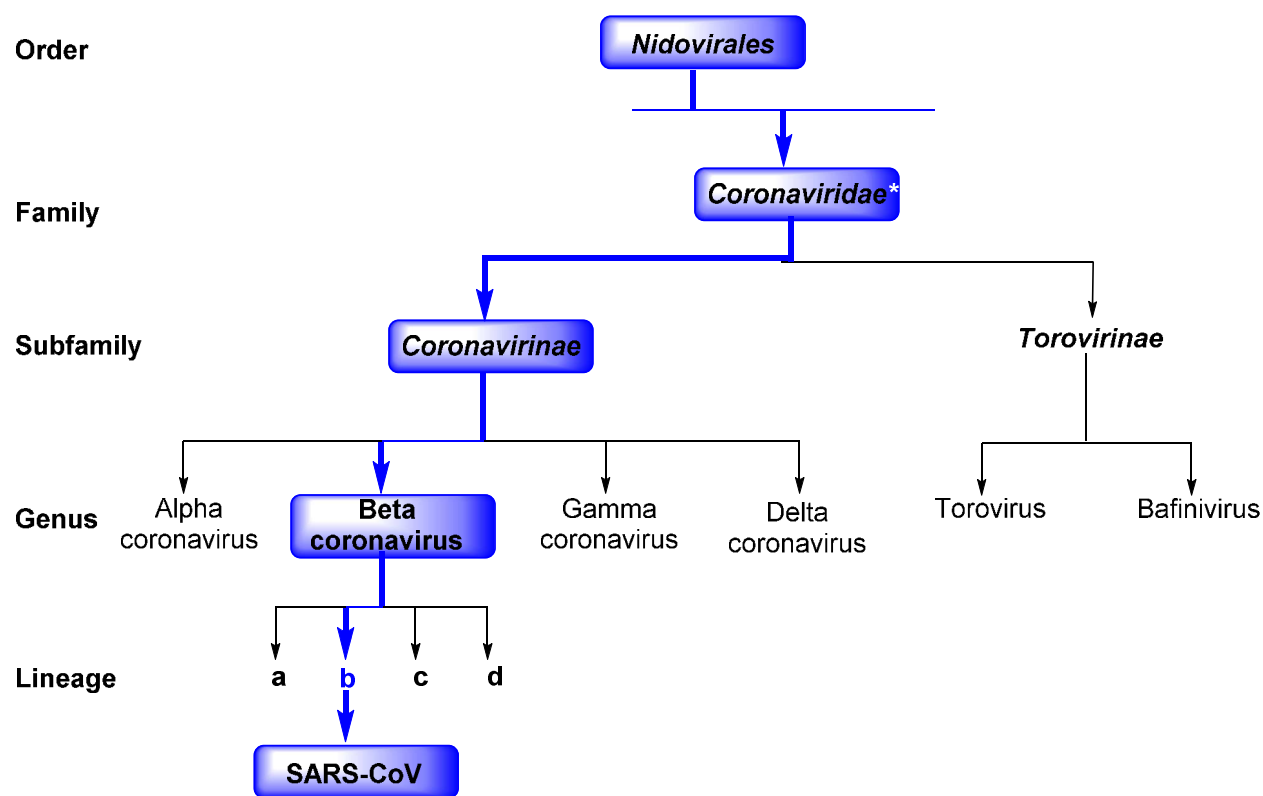 Order
Nidovirales
Family
Coronaviridae*
Subfamily
Coronavirinae
Torovirinae
Genus
Alpha
coronavirus
Beta
coronavirus
Gamma
coronavirus
Delta
coronavirus
Torovirus
Bafinivirus
Lineage
a
b
c
d
SARS-CoV